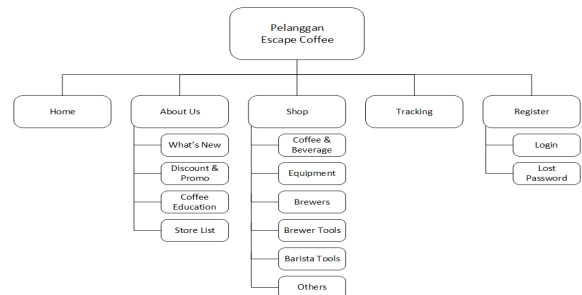 Pelanggan
Escape Coffee
Home
About Us
Shop
Tracking
Register
What's New
Discount &
Promo
Coffee
Education
Store List
Coffee &
Beverage
Equipment
Brewers
Brewer Tools
Barista Tools
Others
Login
Lost
Password